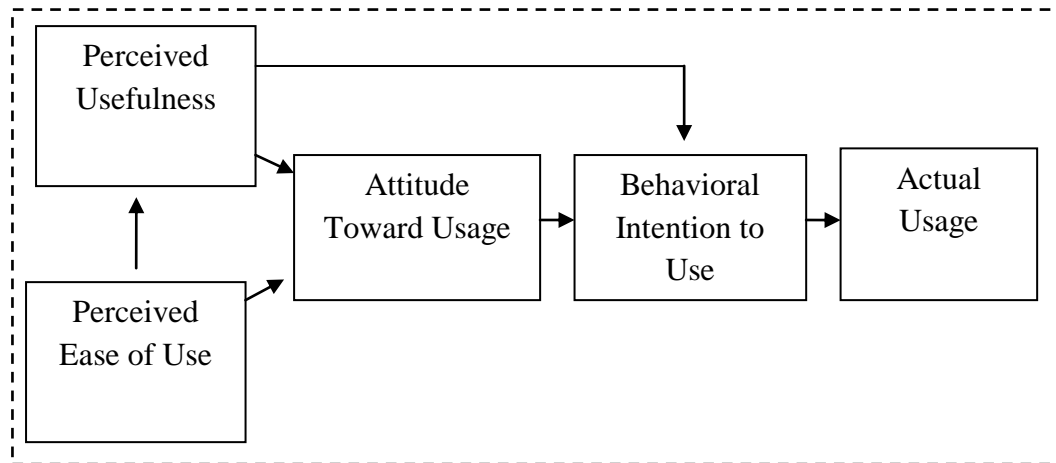 Perceived
Usefulness
Attitude
Toward Usage
Behavioral
Intention to
Use
Actual
Usage
Perceived
Ease of Use